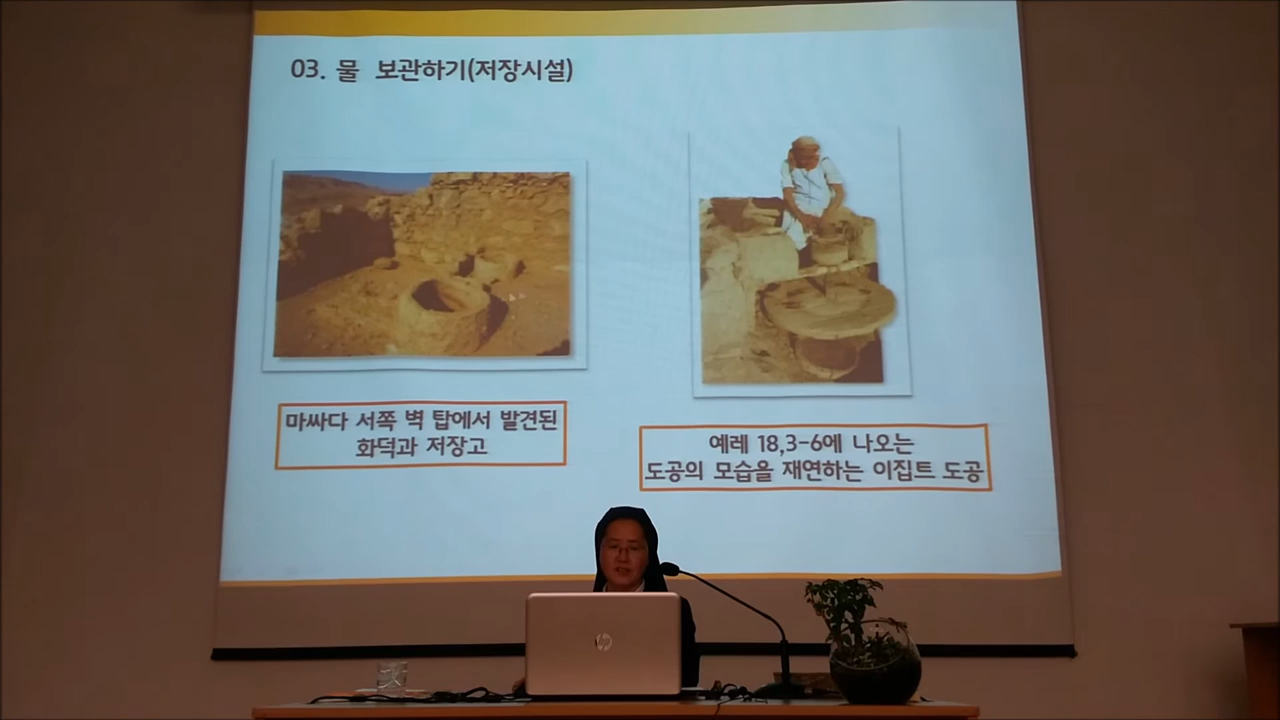 03. 물 보관하기(저장시설)
마싸다 서쪽 벽 탑에서 발견된
화덕과 저장고
예레 18,3-6에 나오는
도공의 모습을 재연하는 이집트 도공
hp